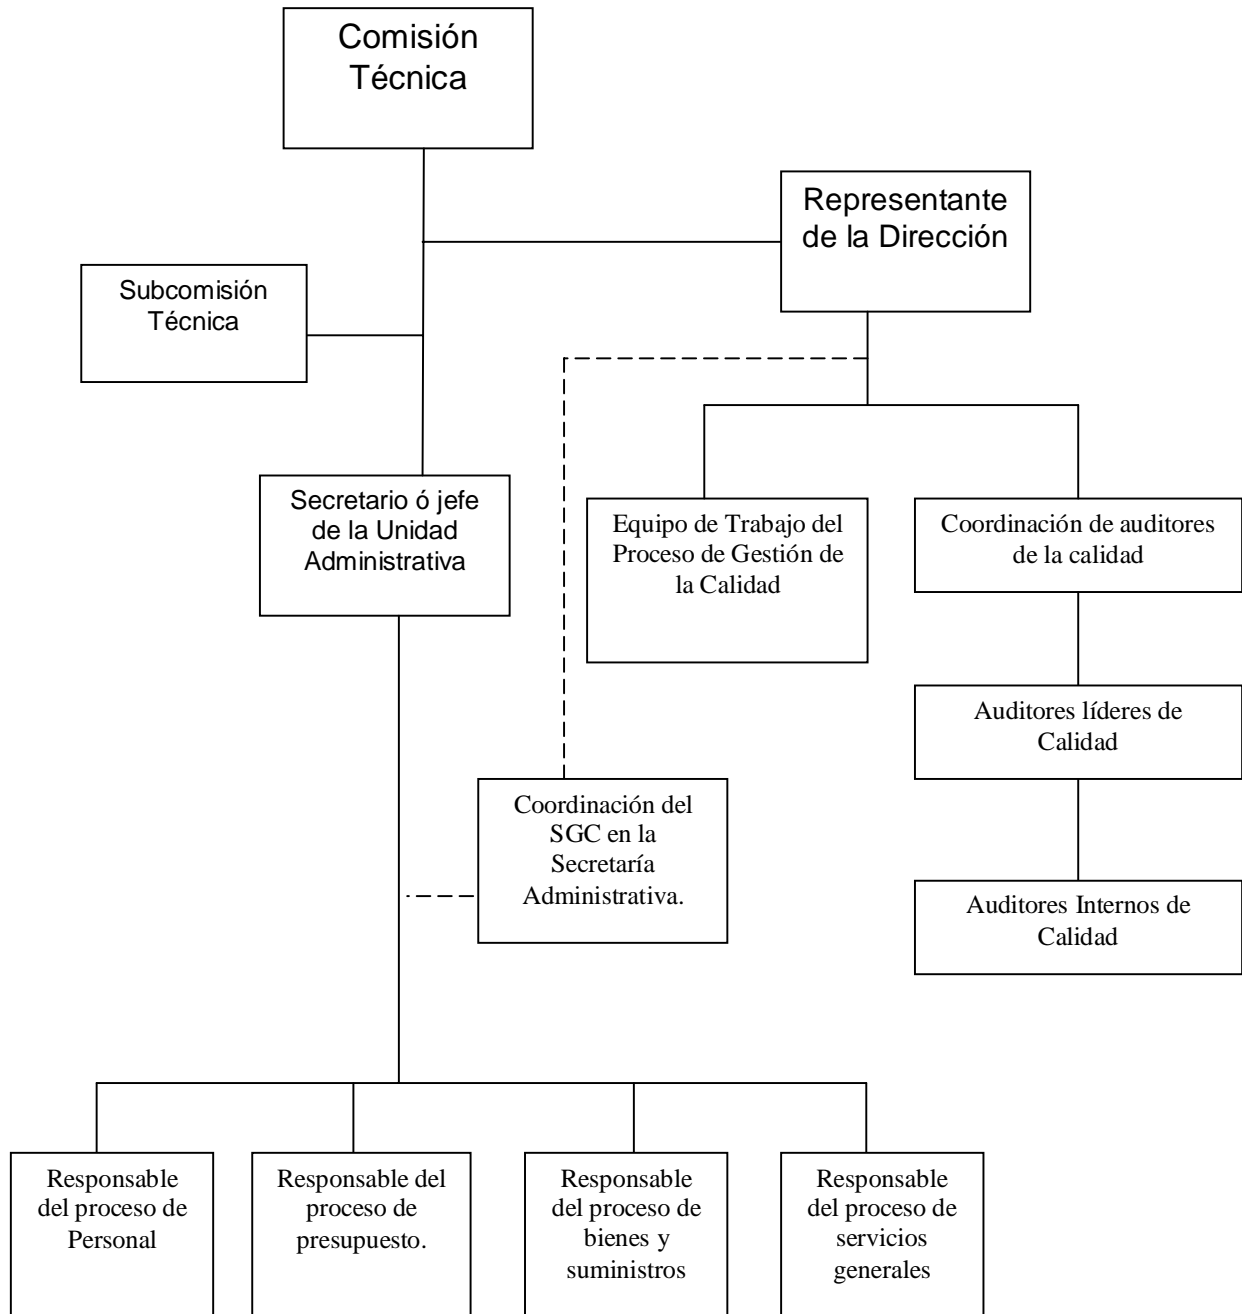 Comisión
Técnica
Representante
de la Dirección
Subcomisión
Técnica
Secretario ó jefe
de la Unidad
Administrativa
Equipo de Trabajo del
Proceso de Gestión de
la Calidad
Coordinación de auditores
de la calidad
Auditores líderes de
Calidad
Coordinación del
SGC en la
Secretaría
Administrativa.
Auditores Internos de
Calidad
Responsable
del proceso de
Personal
Responsable del
proceso de
presupuesto.
Responsable
del proceso de
bienes y
suministros
Responsable
del proceso de
servicios
generales